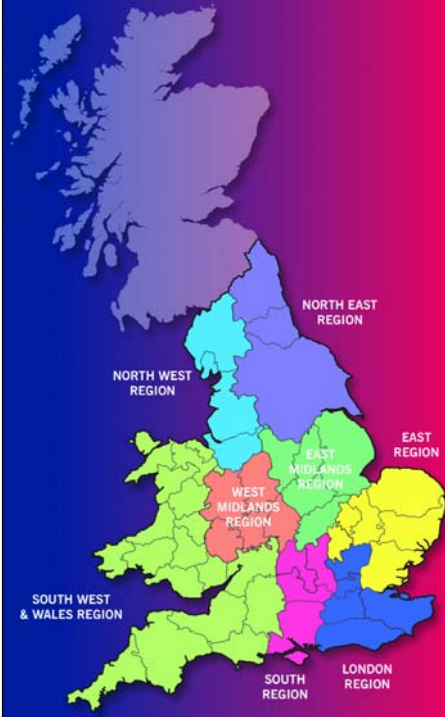 NORTH EAST
REGION
NORTH WEST
REGION
EAST
REGION
EAST
MIDLANDS
REGION
WEST
MIDLANDS
REGION
SOUTH WEST
& WALES REGION
SOUTH
REGION
LONDON
REGION